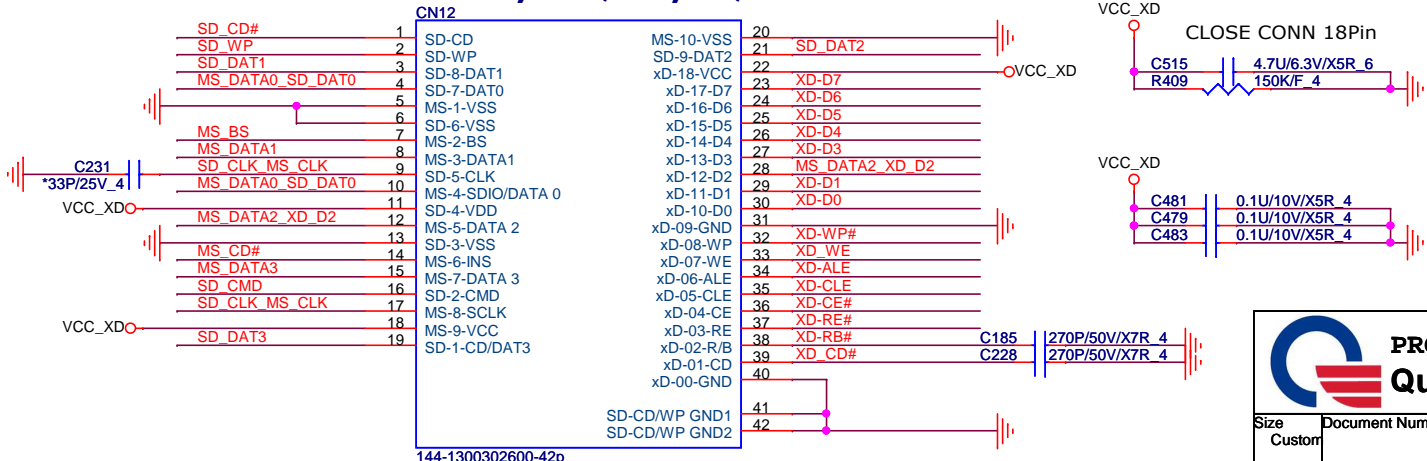 CN12
SD_CD# 1 SD-CD
SD_WP 2 SD-WP
SD_DAT1 3 SD-8-DAT1
MS_DATA0_SD_DAT0 4 SD-7-DAT0
5 MS-1-VSS
6 SD-6-VSS
MS_BS 7 MS-2-BS
MS_DATA1 8 MS-3-DATA1
C231 *33P/25V_4 SD_CLK_MS_CLK 9 SD-5-CLK
MS_DATA0_SD_DAT0 10 MS-4-SDIO/DATA 0
VCC_XD 11 SD-4-VDD
MS_DATA2_XD_D2 12 MS-5-DATA 2
13 SD-3-VSS
MS_CD# 14 MS-6-INS
MS_DATA3 15 MS-7-DATA 3
SD_CMD 16 SD-2-CMD
SD_CLK_MS_CLK 17 MS-8-SCLK
VCC_XD 18 MS-9-VCC
SD_DAT3 19 SD-1-CD/DAT3
MS-10-VSS 20
SD-9-DAT2 21 SD_DAT2
xD-18-VCC 22 VCC_XD
xD-17-D7 23 XD-D7
xD-16-D6 24 XD-D6
xD-15-D5 25 XD-D5
xD-14-D4 26 XD-D4
xD-13-D3 27 XD-D3
xD-12-D2 28 MS_DATA2_XD_D2
xD-11-D1 29 XD-D1
xD-10-D0 30 XD-D0
xD-09-GND 31
xD-08-WP 32 XD-WP#
xD-07-WE 33 XD_WE
xD-06-ALE 34 XD-ALE
xD-05-CLE 35 XD-CLE
xD-04-CE 36 XD-CE#
xD-03-RE 37 XD-RE#
xD-02-R/B 38 XD-RB# C185 270P/50V/X7R_4
xD-01-CD 39 XD_CD# C228 270P/50V/X7R_4
xD-00-GND 40
SD-CD/WP GND1 41
SD-CD/WP GND2 42
144-1300302600-42p
VCC_XD
CLOSE CONN 18Pin
C515 4.7U/6.3V/X5R_6
R409 150K/F_4
VCC_XD
C481 0.1U/10V/X5R_4
C479 0.1U/10V/X5R_4
C483 0.1U/10V/X5R_4
Size
Custom
Document Num